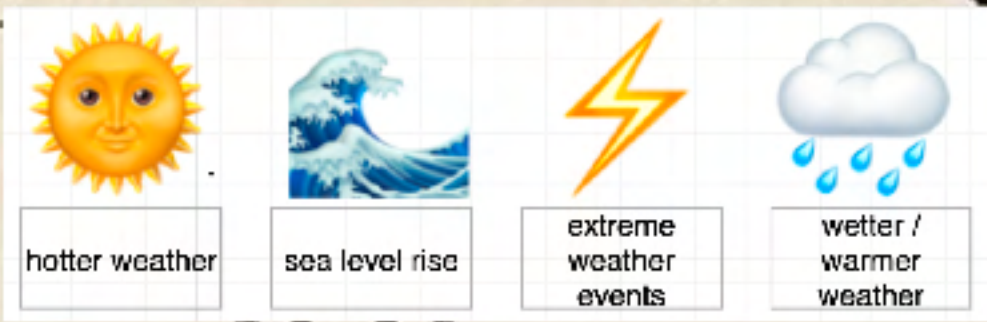 hotter weather
sea level rise
extreme
weather
events
wetter /
warmer
weather